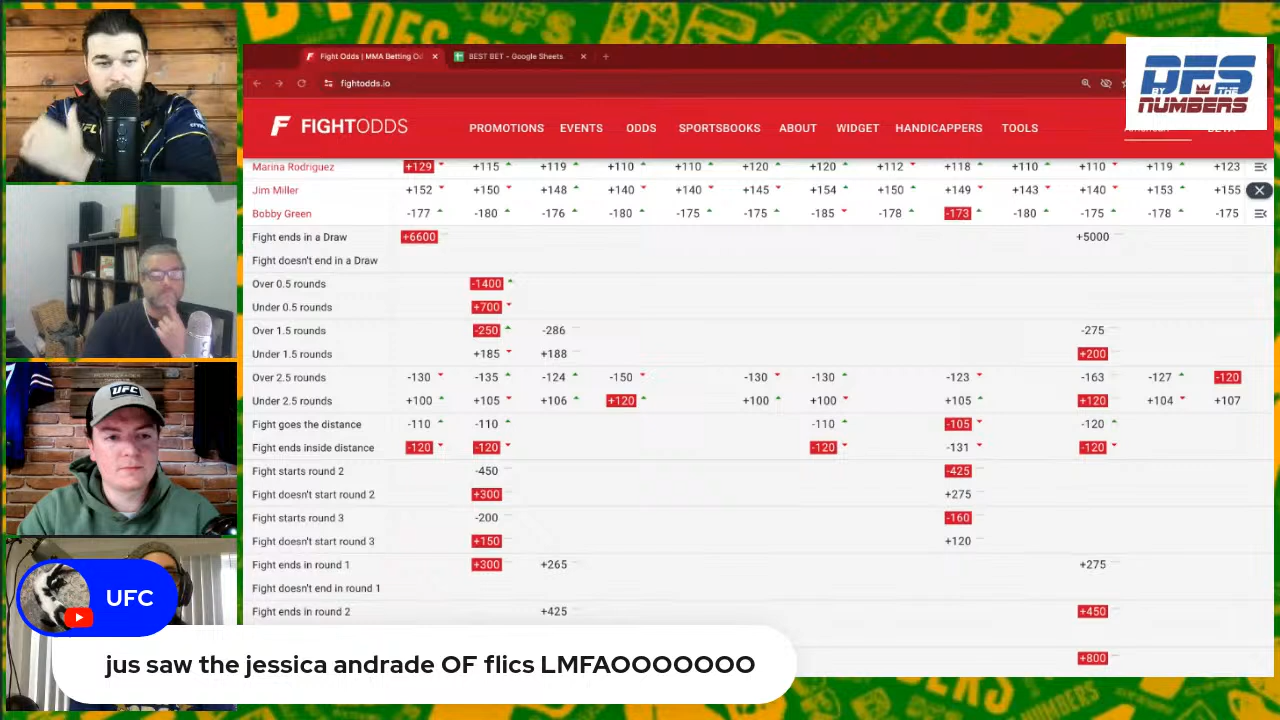 Fight Odds | MMA Betting Od
BEST BET - Google Sheets
fightodds.io
DFS
BY THE
NUMBERS
FIGHTODDS
PROMOTIONS EVENTS ODDS SPORTSBOOKS ABOUT WIDGET HANDICAPPERS TOOLS
Marina Rodriguez +129 +115 +119 +110 +110 +120 +120 +112 +118 +110 +110 +119 +123
Jim Miller +152 +150 +148 +140 +140 +145 +154 +150 +149 +143 +140 +153 +155
Bobby Green -177 -180 -176 -180 -175 -175 -185 -178 -173 -180 -175 -178 -175
Fight ends in a Draw +6600 +5000
Fight doesn't end in a Draw
Over 0.5 rounds -1400
Under 0.5 rounds +700
Over 1.5 rounds -250 -286 -275
Under 1.5 rounds +185 +188 +200
Over 2.5 rounds -130 -135 -124 -150 -130 -130 -123 -163 -127 -120
Under 2.5 rounds +100 +105 +106 +120 +100 +100 +105 +120 +104 +107
Fight goes the distance -110 -110 -110 -105 -120
Fight ends inside distance -120 -120 -120 -131 -120
Fight starts round 2 -450 -425
Fight doesn't start round 2 +300 +275
Fight starts round 3 -200 -160
Fight doesn't start round 3 +150 +120
Fight ends in round 1 +300 +265 +275
Fight doesn't end in round 1
Fight ends in round 2 +425 +450
+800
UFC
UFC
jus saw the jessica andrade OF flics LMFAOOOOOOO